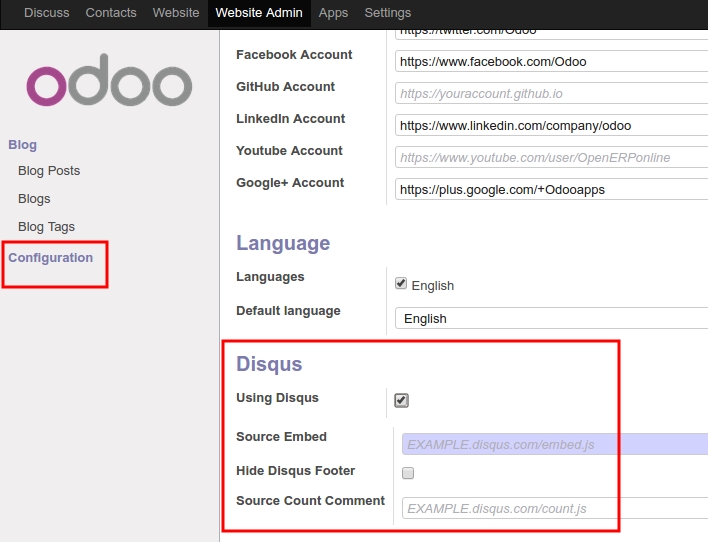 Discuss Contacts Website Website Admin Apps Settings
odoo
Blog
Blog Posts
Blogs
Blog Tags
Configuration
https://twitter.com/Odoo
Facebook Account https://www.facebook.com/Odoo
GitHub Account https://youraccount.github.io
LinkedIn Account https://www.linkedin.com/company/odoo
Youtube Account https://www.youtube.com/user/OpenERPonline
Google+ Account https://plus.google.com/+Odooapps
Language
Languages English
Default language English
Disqus
Using Disqus
Source Embed EXAMPLE.disqus.com/embed.js
Hide Disqus Footer
Source Count Comment EXAMPLE.disqus.com/count.js